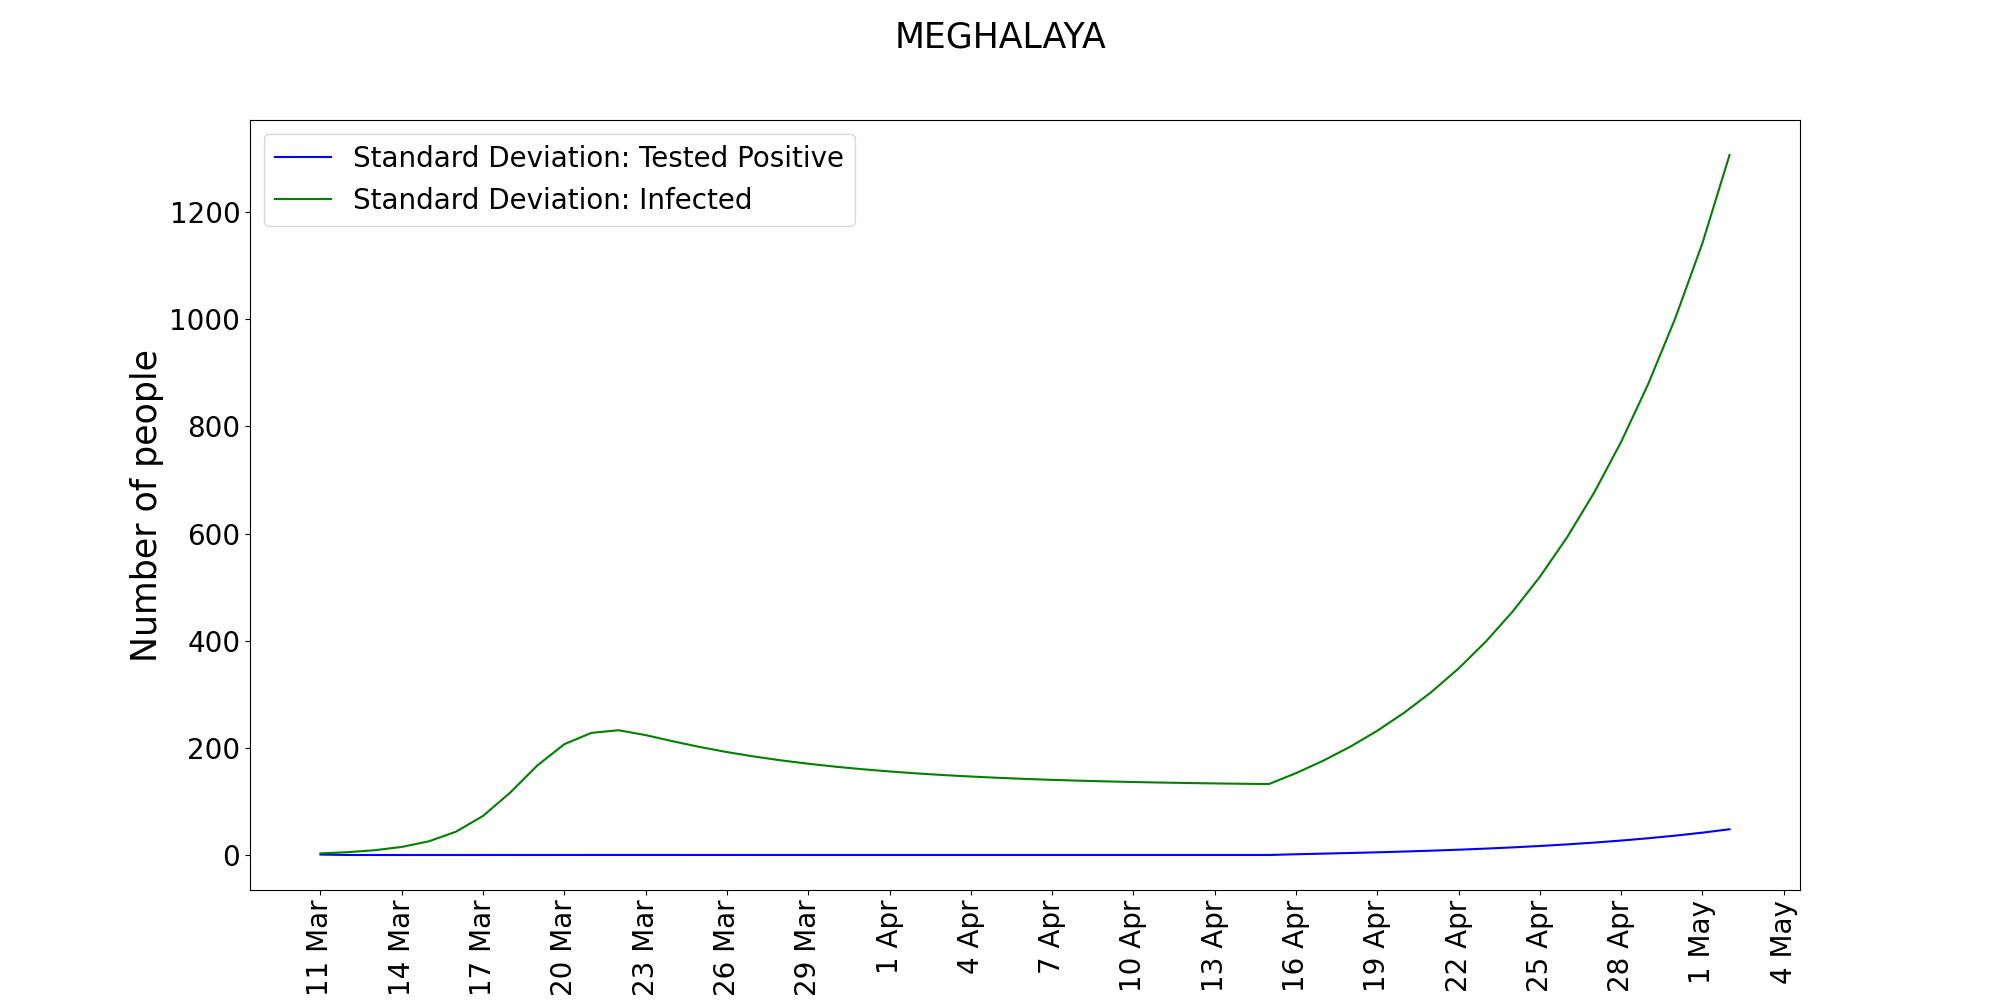 MEGHALAYA
Standard Deviation: Tested Positive
Standard Deviation: Infected
Number of people
1200
1000
800
600
400
200
0
11 Mar
14 Mar
17 Mar
20 Mar
23 Mar
26 Mar
29 Mar
1 Apr
4 Apr
7 Apr
10 Apr
13 Apr
16 Apr
19 Apr
22 Apr
25 Apr
28 Apr
1 May
4 May